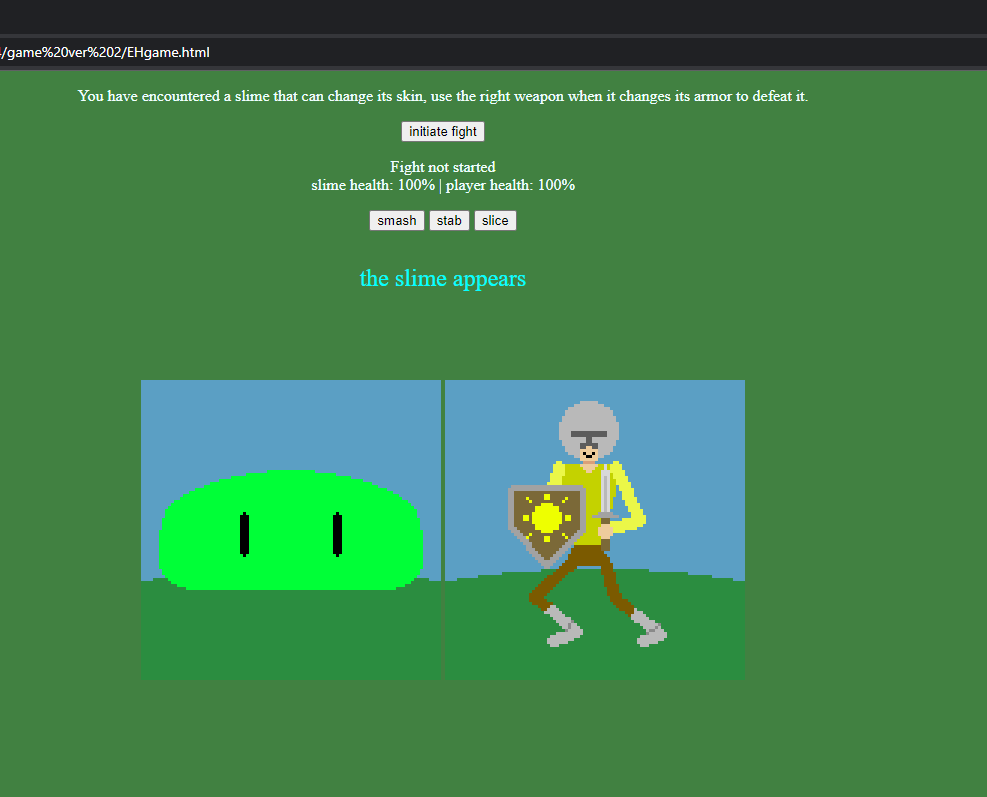 /game%20ver%202/EHgame.html
You have encountered a slime that can change its skin, use the right weapon when it changes its armor to defeat it.
initiate fight
Fight not started
slime health: 100% | player health: 100%
smash stab slice
the slime appears